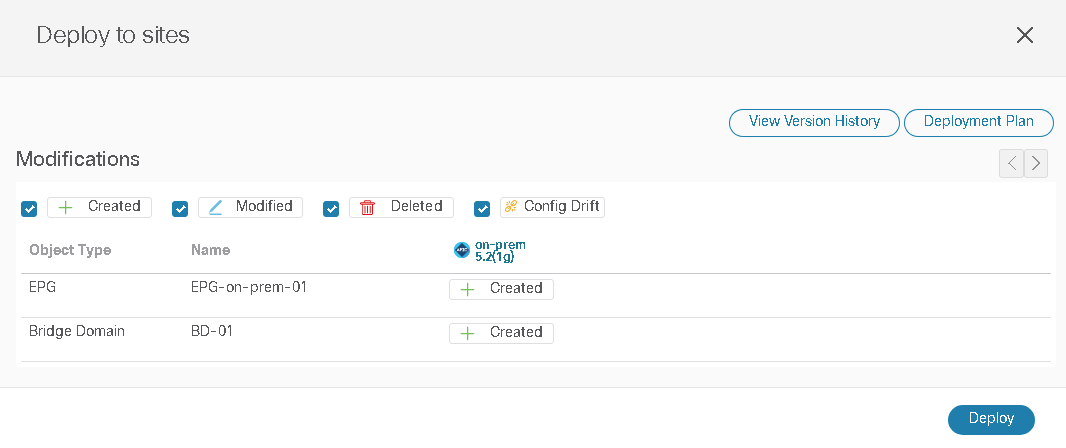 Deploy to sites
View Version History Deployment Plan
Modifications
Created Modified Deleted Config Drift
Object Type Name on-prem
5.2(1g)
EPG EPG-on-prem-01 Created
Bridge Domain BD-01 Created
Deploy